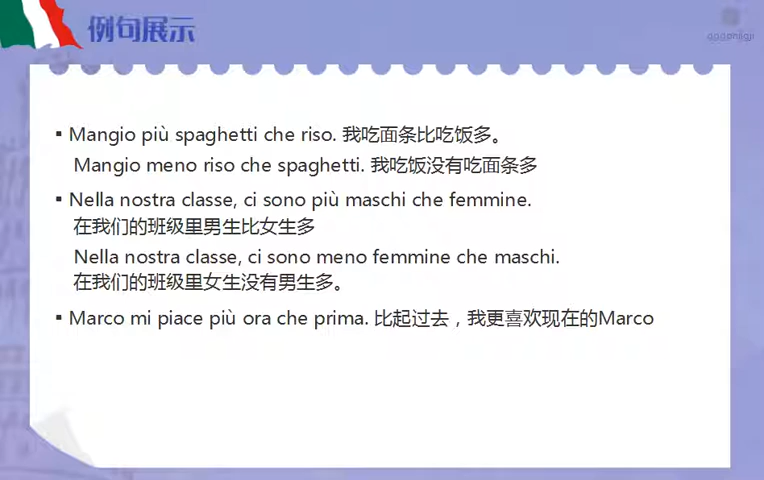 例句展示
▪ Mangio più spaghetti che riso. 我吃面条比吃饭多。
Mangio meno riso che spaghetti. 我吃饭没有吃面条多
▪ Nella nostra classe, ci sono più maschi che femmine.
在我们的班级里男生比女生多
Nella nostra classe, ci sono meno femmine che maschi.
在我们的班级里女生没有男生多。
▪ Marco mi piace più ora che prima. 比起过去，我更喜欢现在的Marco